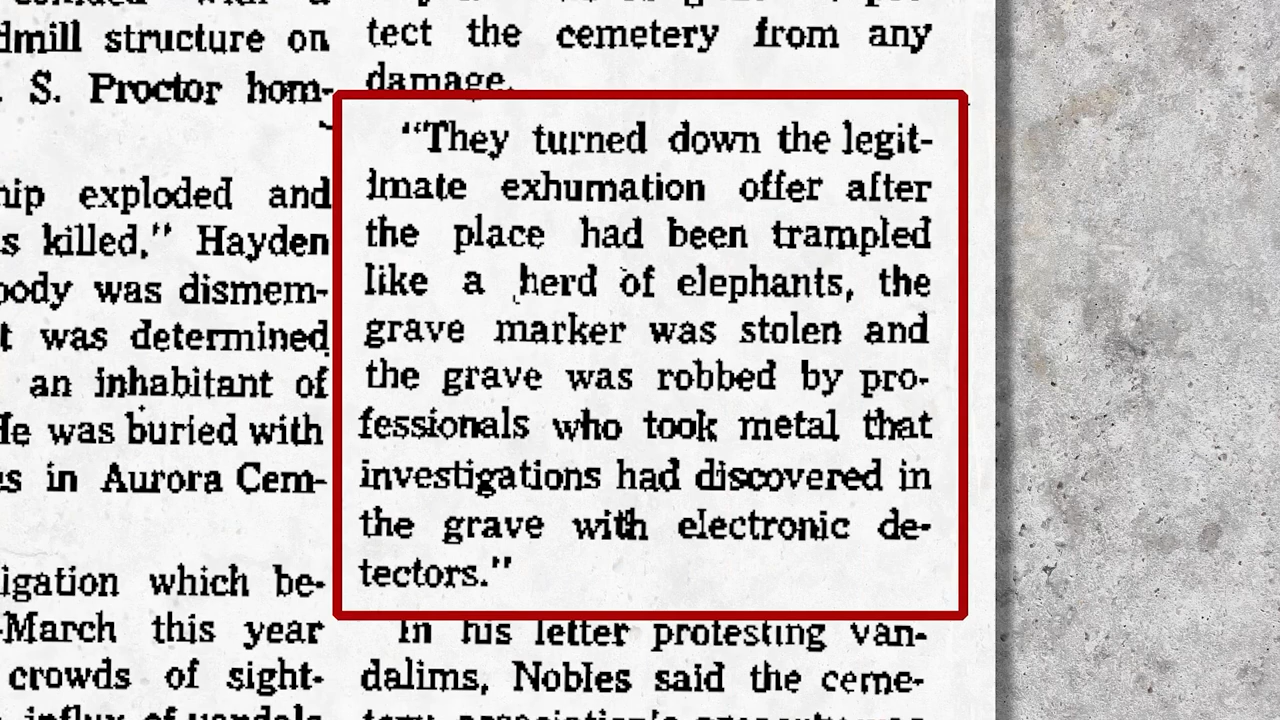 dmill structure on
. S. Proctor hom-
hip exploded and
s killed," Hayden
body was dismem-
t was determined
an inhabitant of
He was buried with
es in Aurora Cem-
igation which be-
-March this year
crowds of sight-
influx of vandals
tect the cemetery from any
damage.
"They turned down the legit-
imate exhumation offer after
the place had been trampled
like a herd of elephants, the
grave marker was stolen and
the grave was robbed by pro-
fessionals who took metal that
investigations had discovered in
the grave with electronic de-
tectors."
In his letter protesting van-
dalims, Nobles said the ceme-